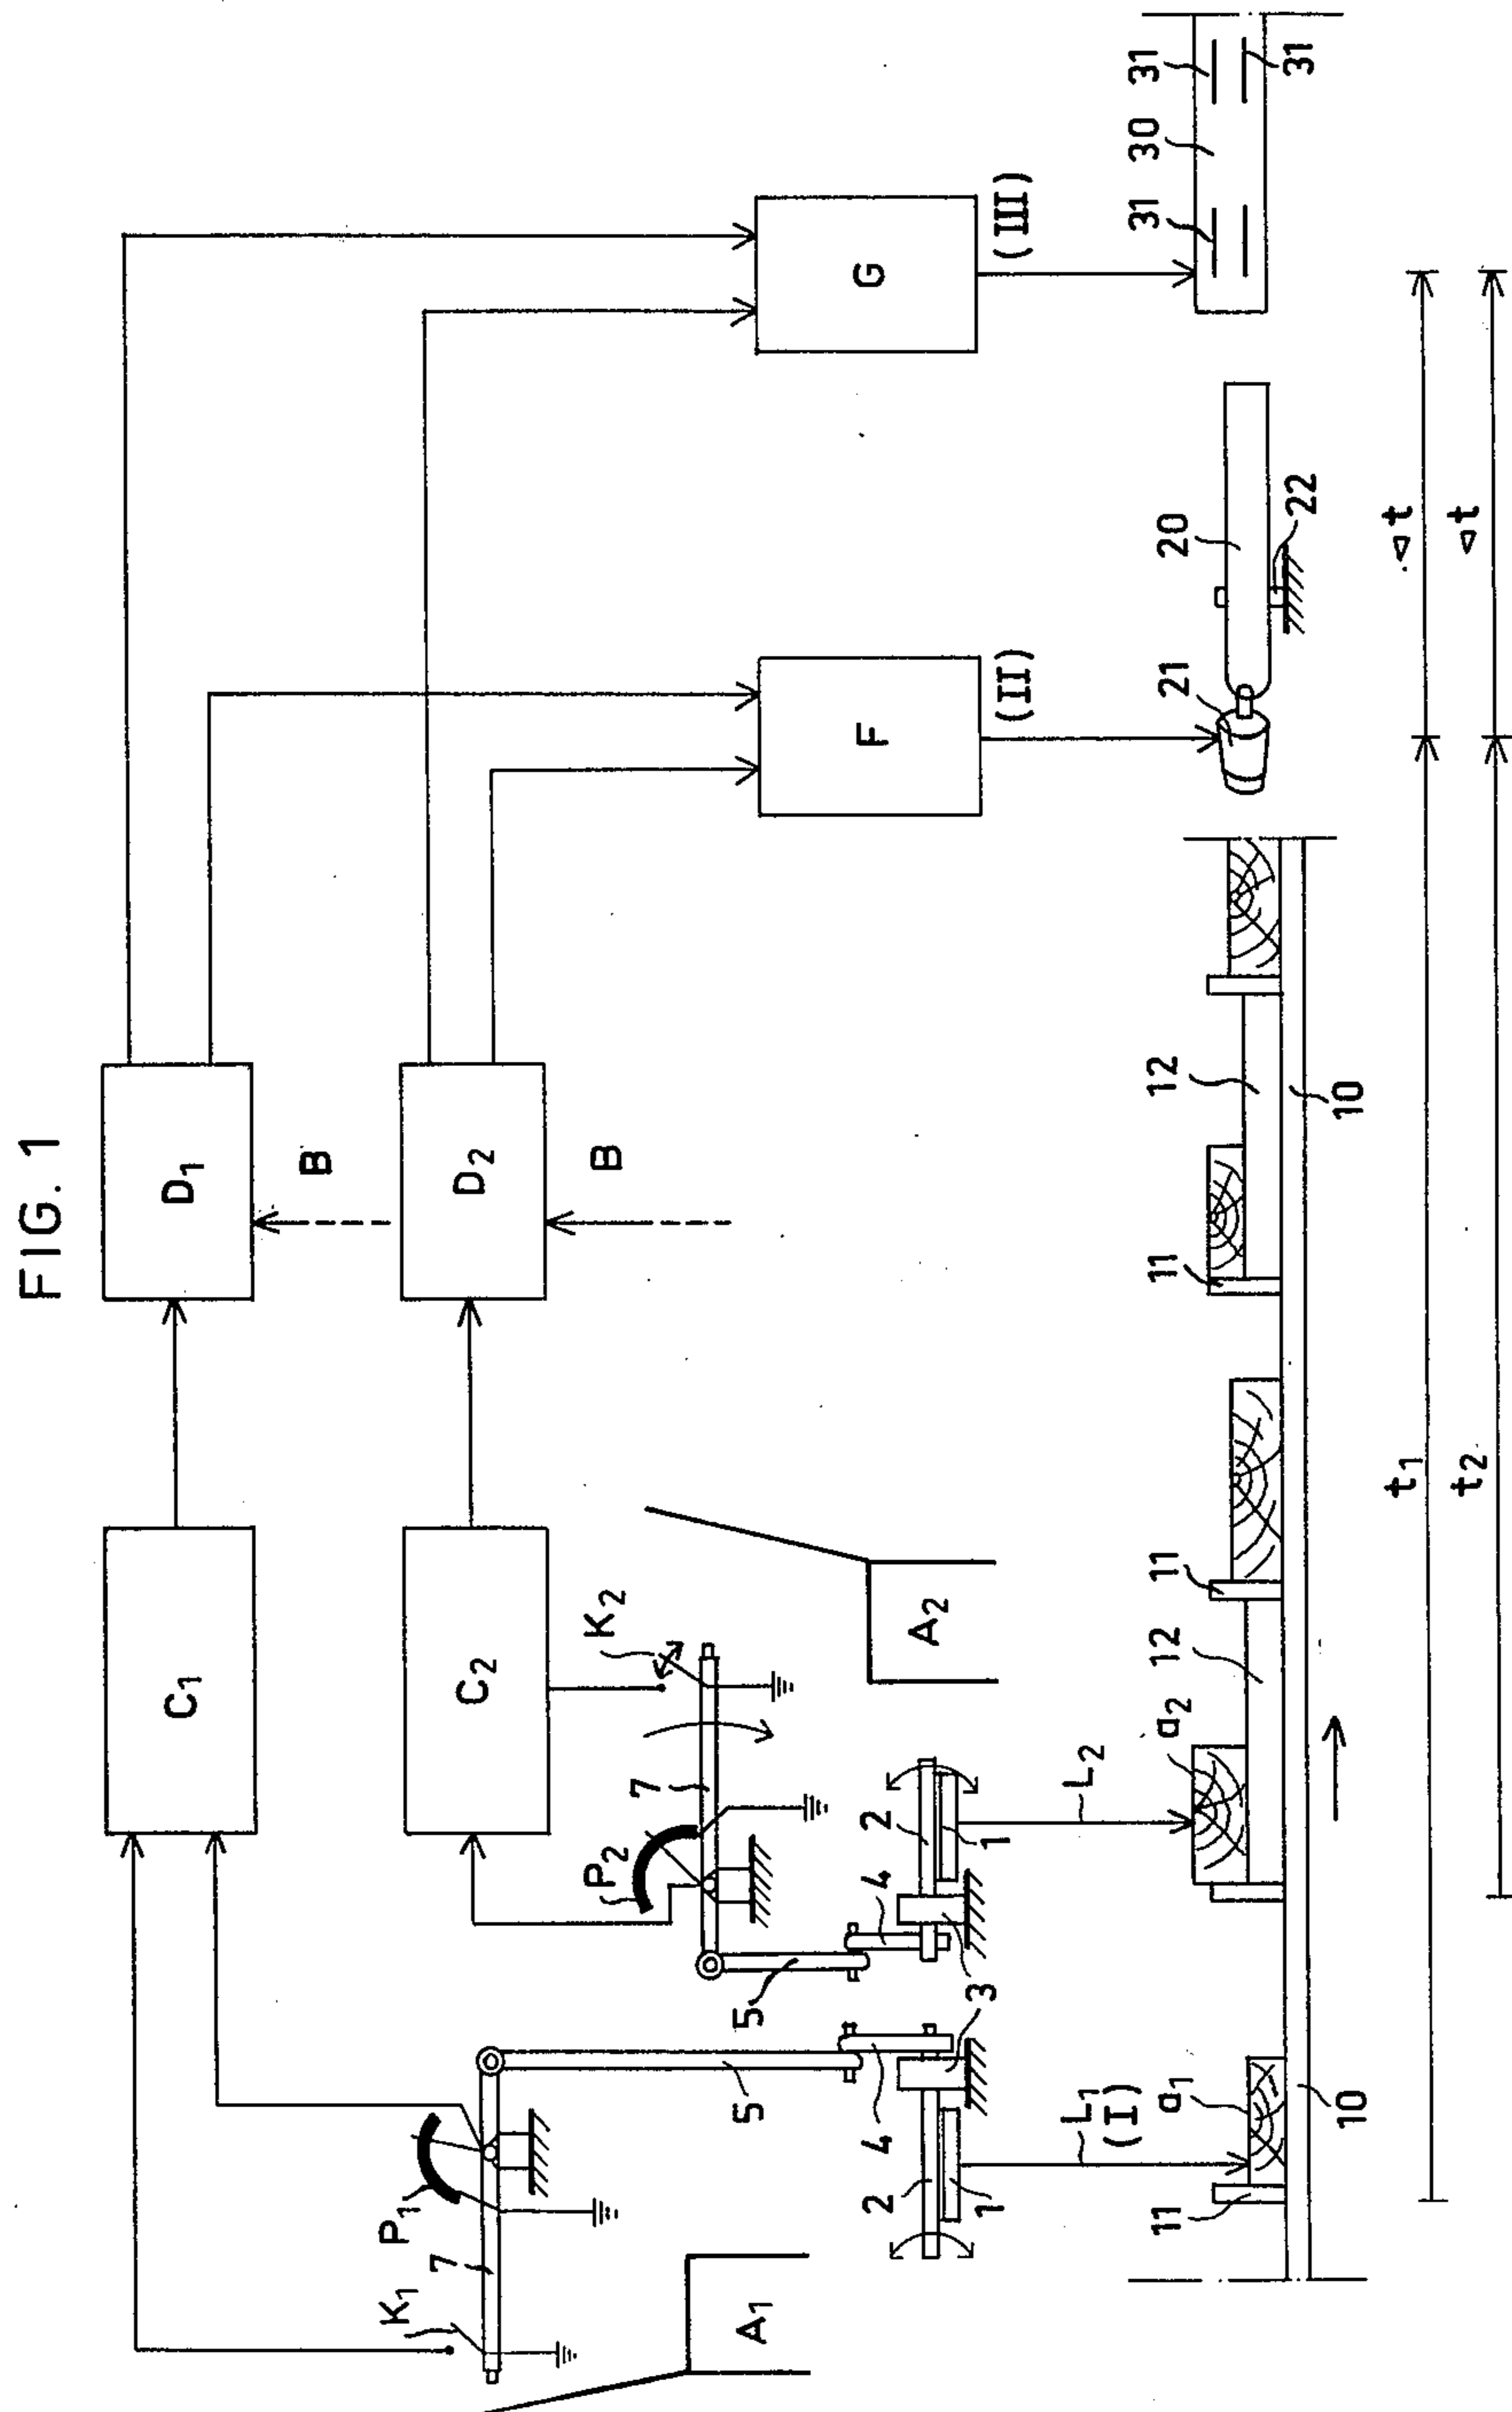 FIG. 1
C1
D1
B
C2
D2
B
K1
P1
7
K2
7
P2
A1
A2
5
5
F
G
(II)
(III)
2
1
4
3
4
2
1
L1
(I)
L2
11
a1
10
a2
12
11
11
12
10
21
20
22
31
30
31
31
t1
Δt
t2
Δt